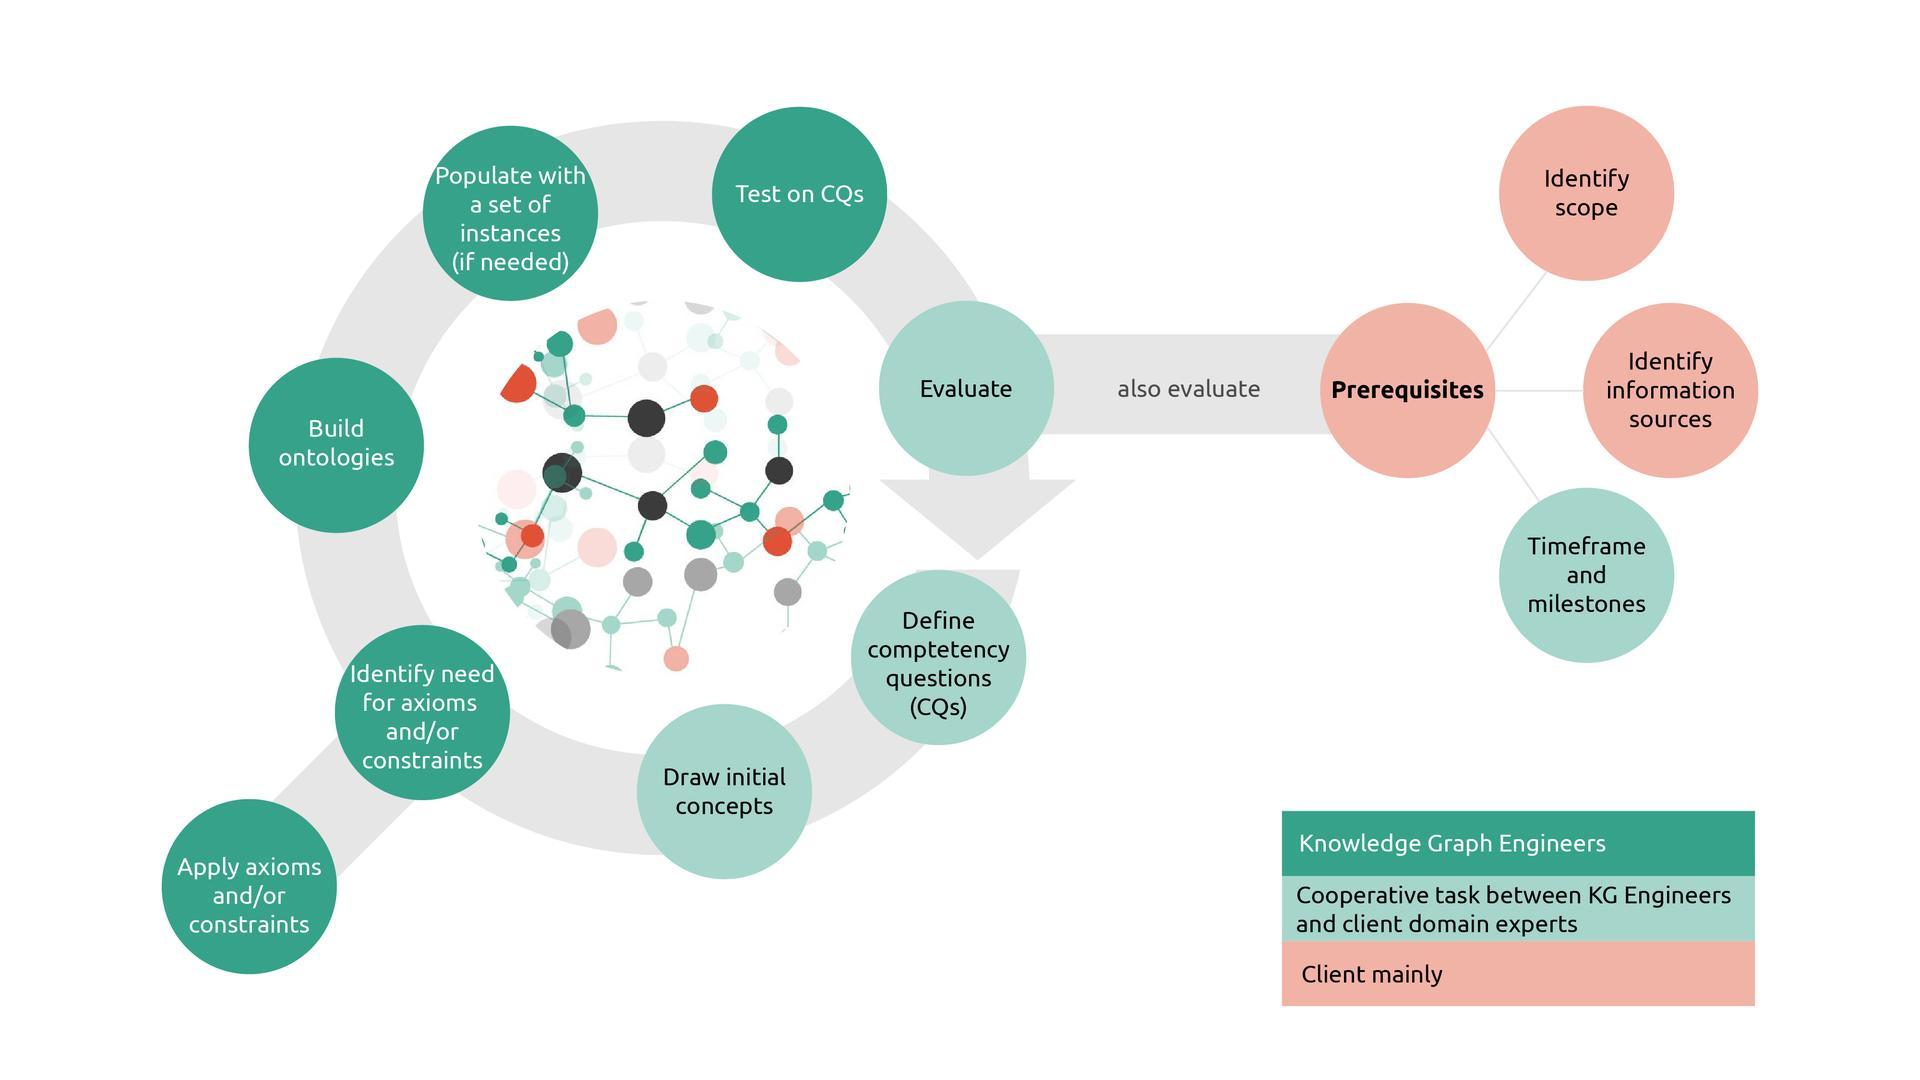 Populate with
a set of
instances
(if needed)
Test on CQs
Identify
scope
Build
ontologies
Evaluate
also evaluate
Prerequisites
Identify
information
sources
Timeframe
and
milestones
Identify need
for axioms
and/or
constraints
Define
comptetency
questions
(CQs)
Draw initial
concepts
Apply axioms
and/or
constraints
Knowledge Graph Engineers
Cooperative task between KG Engineers
and client domain experts
Client mainly